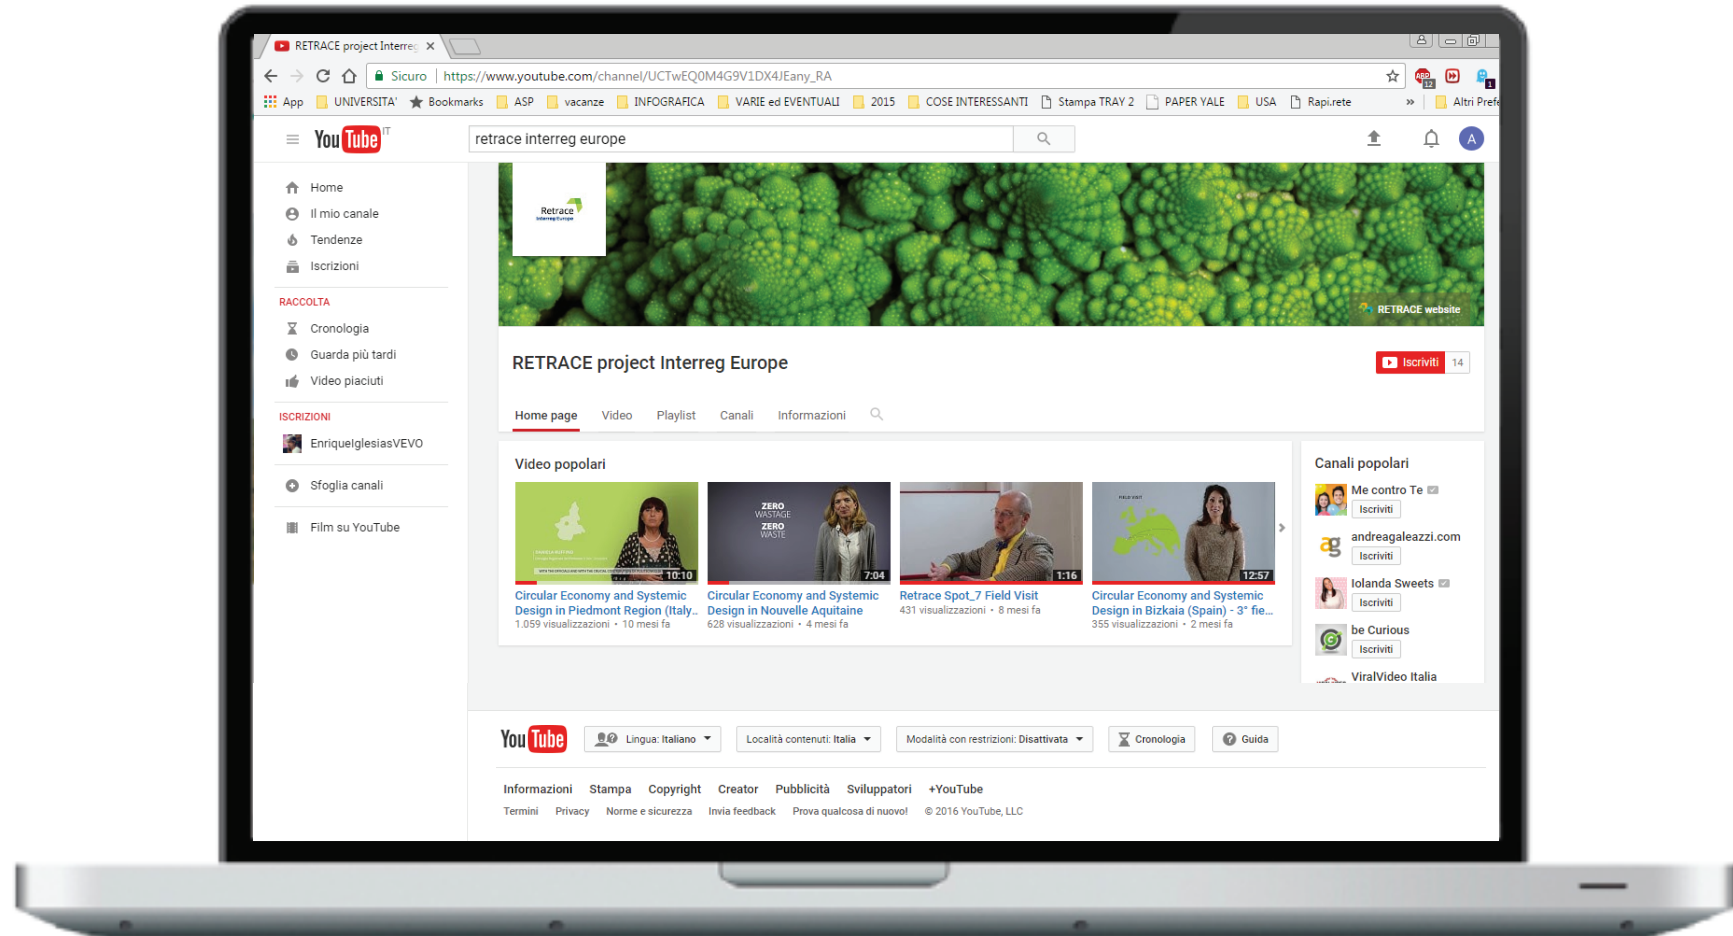 RETRACE project Interreg
Sicuro | https://www.youtube.com/channel/UCTwEQ0M4G9V1DX4JEany_RA
ABP 12
1
App UNIVERSITA' Bookmarks ASP vacanze INFOGRAFICA VARIE ed EVENTUALI 2015 COSE INTERESSANTI Stampa TRAY 2 PAPER YALE USA Rapi.rete » Altri Prefe
YouTube IT
retrace interreg europe
A
Home
Il mio canale
Tendenze
Iscrizioni
RACCOLTA
Cronologia
Guarda più tardi
Video piaciuti
ISCRIZIONI
EnriqueIglesiasVEVO
Sfoglia canali
Film su YouTube
Retrace
Interreg Europe
RETRACE website
RETRACE project Interreg Europe
Iscriviti 14
Home page Video Playlist Canali Informazioni
Video popolari
10:10
Circular Economy and Systemic
Design in Piedmont Region (Italy...
1.059 visualizzazioni • 10 mesi fa
ZERO
WASTAGE
ZERO
WASTE
7:04
Circular Economy and Systemic
Design in Nouvelle Aquitaine
628 visualizzazioni • 4 mesi fa
1:16
Retrace Spot_7 Field Visit
431 visualizzazioni • 8 mesi fa
FIELD VISIT
12:57
Circular Economy and Systemic
Design in Bizkaia (Spain) - 3° fie...
355 visualizzazioni • 2 mesi fa
Canali popolari
Me contro Te
Iscriviti
ag
andreagaleazzi.com
Iscriviti
Iolanda Sweets
Iscriviti
be Curious
Iscriviti
ViralVideo Italia
YouTube Lingua: Italiano Località contenuti: Italia Modalità con restrizioni: Disattivata Cronologia Guida
Informazioni Stampa Copyright Creator Pubblicità Sviluppatori +YouTube
Termini Privacy Norme e sicurezza Invia feedback Prova qualcosa di nuovo! © 2016 YouTube, LLC